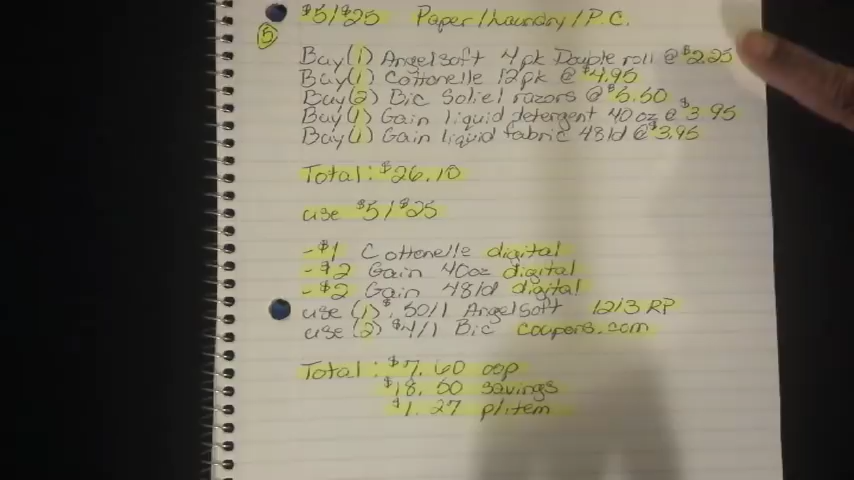 $5/$25 Paper/Laundry/P.C.
5
Buy (1) Angelsoft 4pk Double roll @ $2.25
Buy (1) Cottonelle 12pk @ $4.95
Buy (2) Bic Soliel razors @ $5.50
Buy (1) Gain liquid detergent 40oz @ $3.95
Buy (1) Gain liquid fabric 48ld @ $3.95
Total: $26.10
use $5/$25
-$1 Cottonelle digital
-$2 Gain 40oz digital
-$2 Gain 48ld digital
use (1) $.50/1 Angelsoft 12/3 RP
use (2) $4/1 Bic coupons.com
Total: $7.60 oop
$18.50 savings
$1.27 p/item